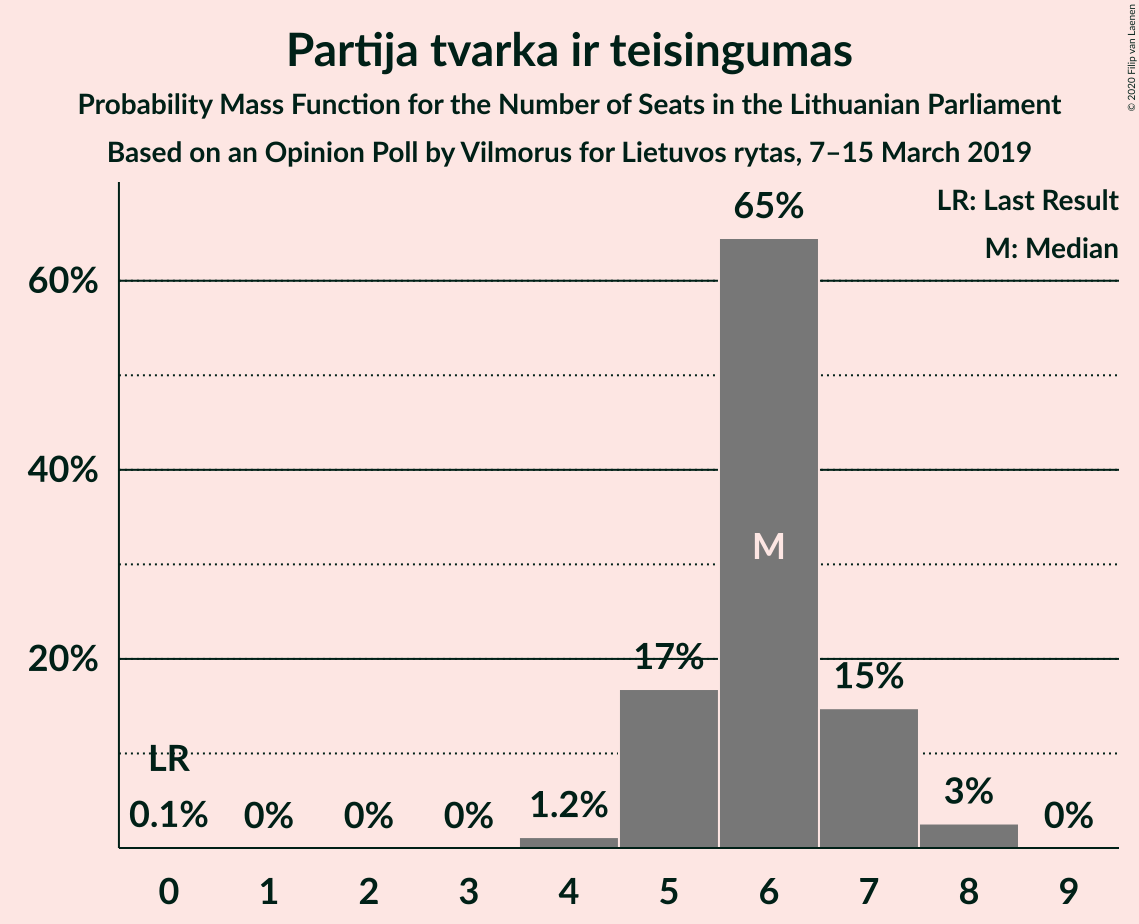 Partija tvarka ir teisingumas
Probability Mass Function for the Number of Seats in the Lithuanian Parliament
Based on an Opinion Poll by Vilmorus for Lietuvos rytas, 7–15 March 2019
© 2020 Filip van Laenen
LR: Last Result
M: Median
60%
40%
20%
LR
0.1%
0%
0%
0%
1.2%
17%
65%
M
15%
3%
0%
0 1 2 3 4 5 6 7 8 9